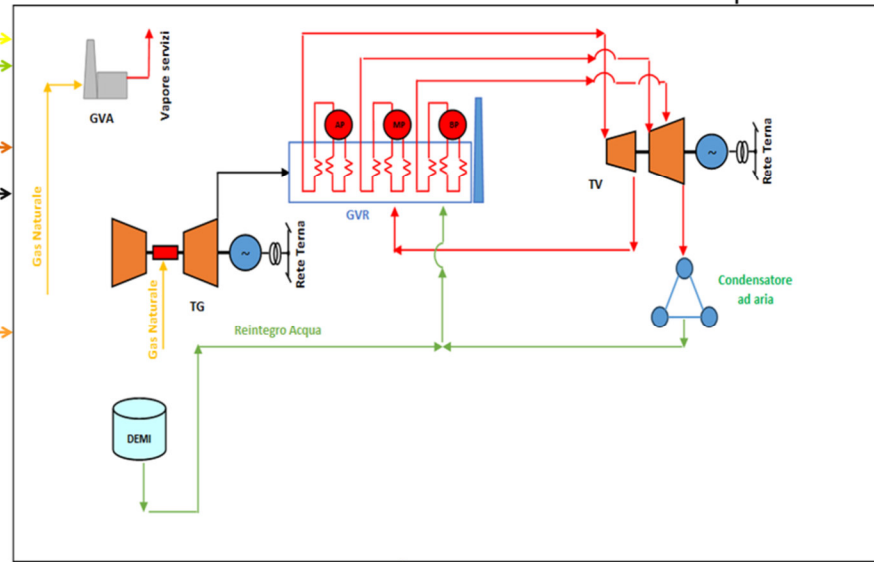 Vapore servizi
GVA
AP
MP
BP
~
Rete Terna
TV
GVR
Gas Naturale
~
Rete Terna
TG
Gas Naturale
Condensatore
ad aria
Reintegro Acqua
DEMI